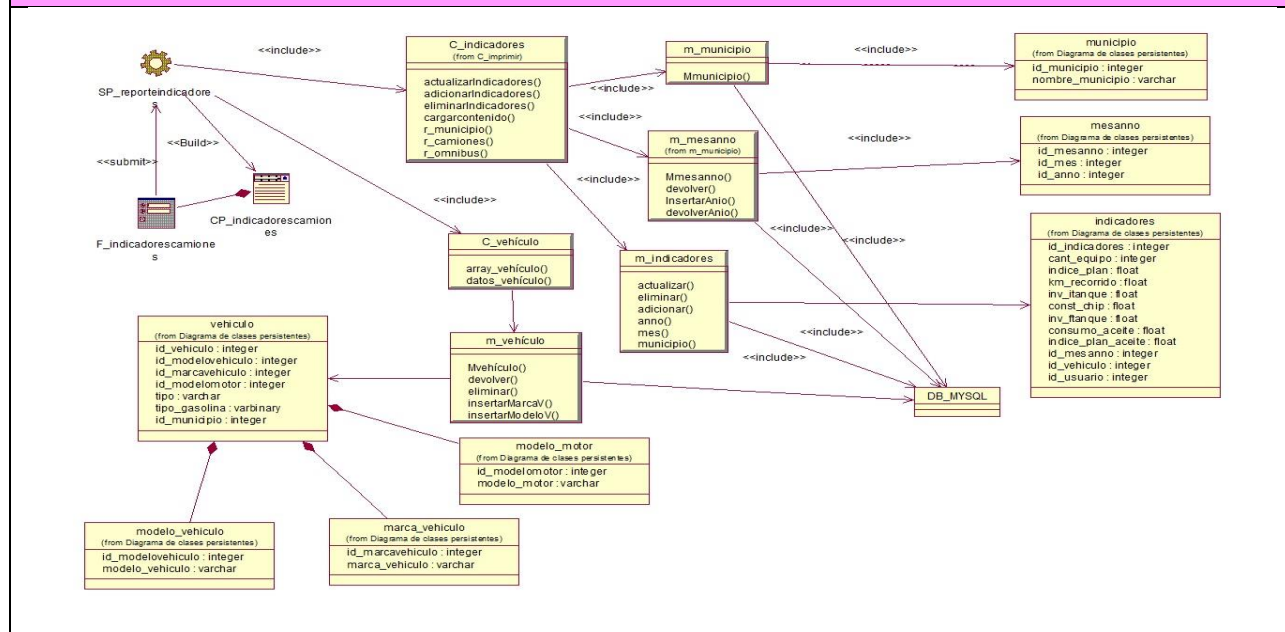 <<include>>
SP_reporteindicadore
s
<<Build>>
<<submit>>
F_indicadorescamione
s
CP_indicadorescamion
es
C_indicadores
(from C_imprimir)
actualizarIndicadores()
adicionarIndicadores()
eliminarIndicadores()
cargarcontenido()
r_municipio()
r_camiones()
r_omnibus()
<<include>>
m_municipio
Mmunicipio()
<<include>>
municipio
(from Diagrama de clases persistentes)
id_municipio : integer
nombre_municipio : varchar
<<include>>
m_mesanno
(from m_municipio)
Mmesanno()
devolver()
InsertarAnio()
devolverAnio()
<<include>>
mesanno
(from Diagrama de clases persistentes)
id_mesanno : integer
id_mes : integer
id_anno : integer
<<include>>
<<include>>
<<include>>
C_vehículo
array_vehículo()
datos_vehículo()
m_indicadores
actualizar()
eliminar()
adicionar()
anno()
mes()
municipio()
<<include>>
<<include>>
indicadores
(from Diagrama de clases persistentes)
id_indicadores : integer
cant_equipo : integer
indice_plan : float
km_recorrido : float
inv_itanque : float
const_chip : float
inv_ftanque : float
consumo_aceite : float
indice_plan_aceite : float
id_mesanno : integer
id_vehiculo : integer
id_usuario : integer
vehiculo
(from Diagrama de clases persistentes)
id_vehiculo : integer
id_modelovehiculo : integer
id_marcavehiculo : integer
id_modelomotor : integer
tipo : varchar
tipo_gasolina : varbinary
id_municipio : integer
m_vehículo
Mvehículo()
devolver()
eliminar()
insertarMarcaV()
insertarModeloV()
DB_MYSQL
modelo_motor
(from Diagrama de clases persistentes)
id_modelomotor : integer
modelo_motor : varchar
modelo_vehiculo
(from Diagrama de clases persistentes)
id_modelovehiculo : integer
modelo_vehiculo : varchar
marca_vehiculo
(from Diagrama de clases persistentes)
id_marcavehiculo : integer
marca_vehiculo : varchar